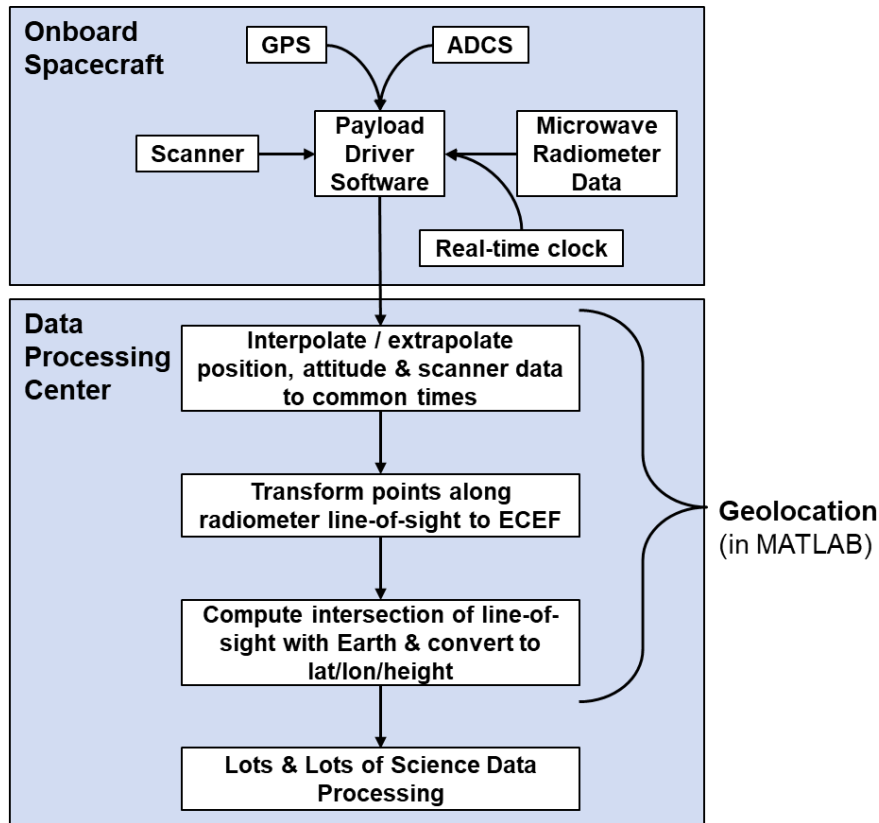 Onboard
Spacecraft
GPS
ADCS
Scanner
Payload
Driver
Software
Microwave
Radiometer
Data
Real-time clock
Data
Processing
Center
Interpolate / extrapolate
position, attitude & scanner data
to common times
Transform points along
radiometer line-of-sight to ECEF
Compute intersection of line-of-
sight with Earth & convert to
lat/lon/height
Lots & Lots of Science Data
Processing
Geolocation
(in MATLAB)